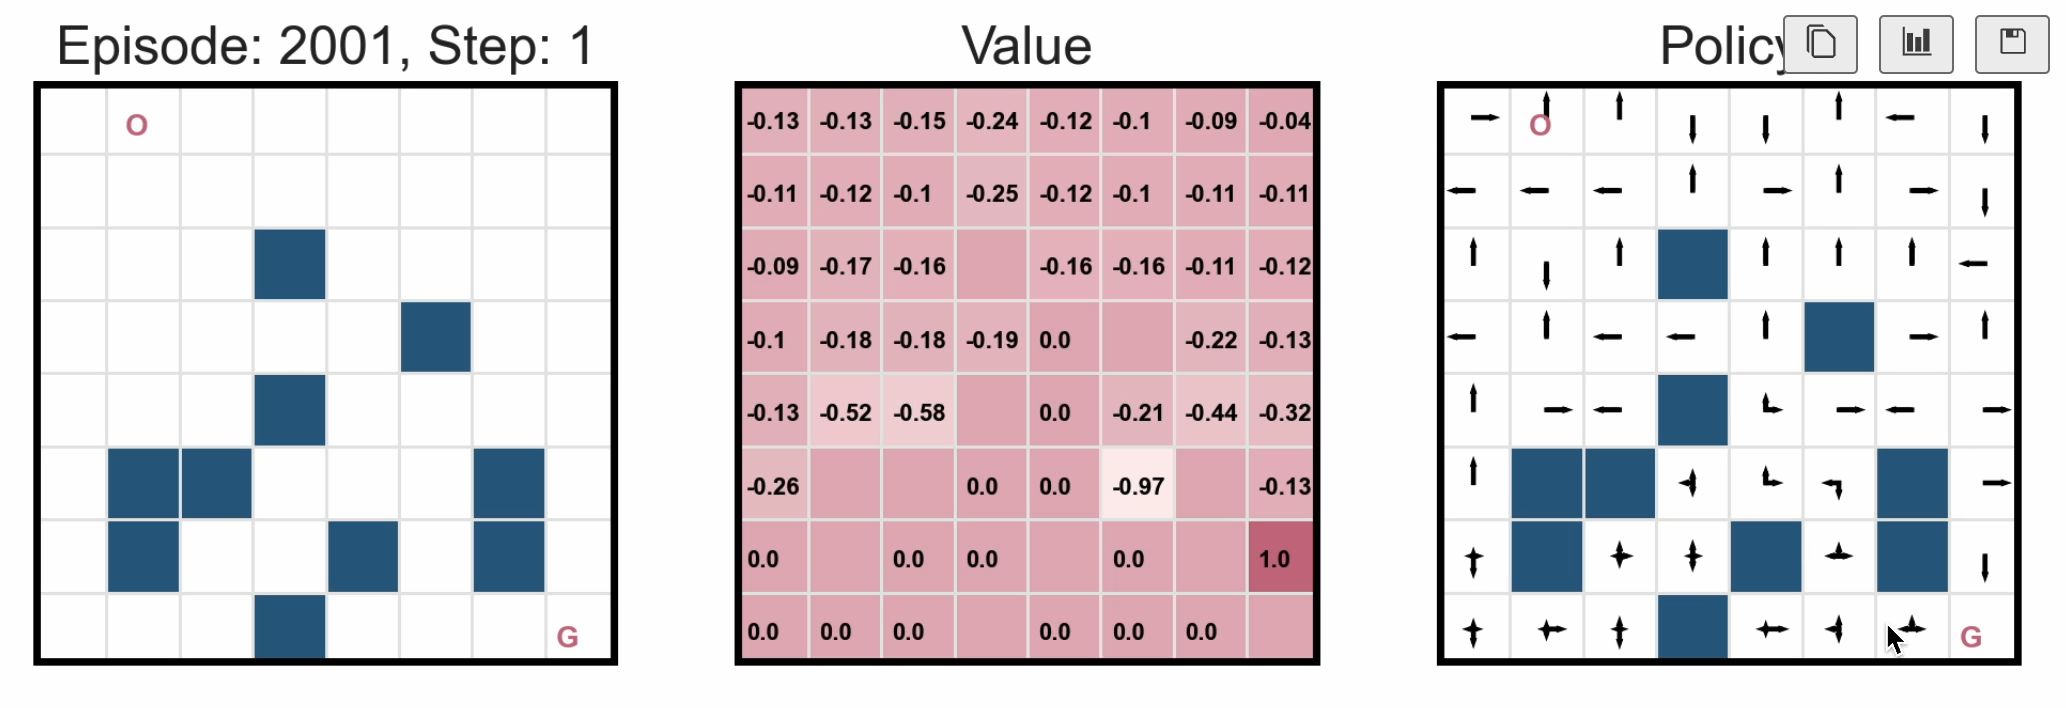 Episode: 2001, Step: 1 Value Policy
O -0.13 -0.13 -0.15 -0.24 -0.12 -0.1 -0.09 -0.04 O
-0.11 -0.12 -0.1 -0.25 -0.12 -0.1 -0.11 -0.11
-0.09 -0.17 -0.16 -0.16 -0.16 -0.11 -0.12
-0.1 -0.18 -0.18 -0.19 0.0 -0.22 -0.13
-0.13 -0.52 -0.58 0.0 -0.21 -0.44 -0.32
-0.26 0.0 0.0 -0.97 -0.13
0.0 0.0 0.0 0.0 1.0
G 0.0 0.0 0.0 0.0 0.0 0.0 G